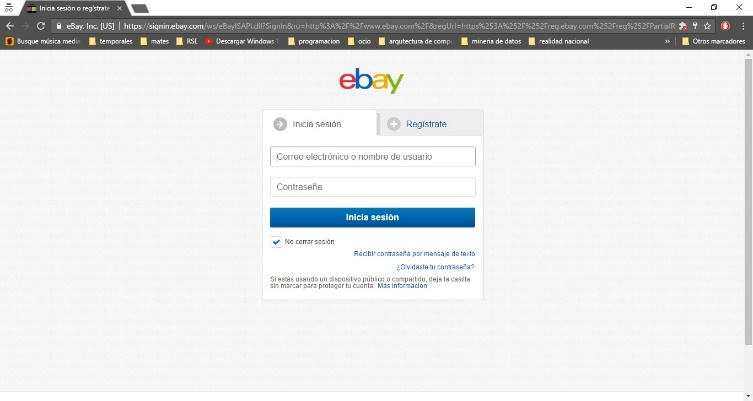 Inicia sesión o regístrate
eBay, Inc. [US] | https://signin.ebay.com/ws/eBayISAPI.dll?SignIn&ru=http%3A%2F%2Fwww.ebay.com%2F&regUrl=https%3A%252F%252Freg.ebay.com%252Freg%252FPartialR
Busque música media temporales mates RSE Descargar Windows 7 programacion ocio arquitectura de comp mineria de datos realidad nacional » Otros marcadores
ebay
Inicia sesión Regístrate
Correo electrónico o nombre de usuario
Contraseña
Inicia sesión
No cerrar sesión
Recibir contraseña por mensaje de texto
¿Olvidaste tu contraseña?
Si estás usando un dispositivo público o compartido, deja la casilla
sin marcar para proteger tu cuenta. Más información